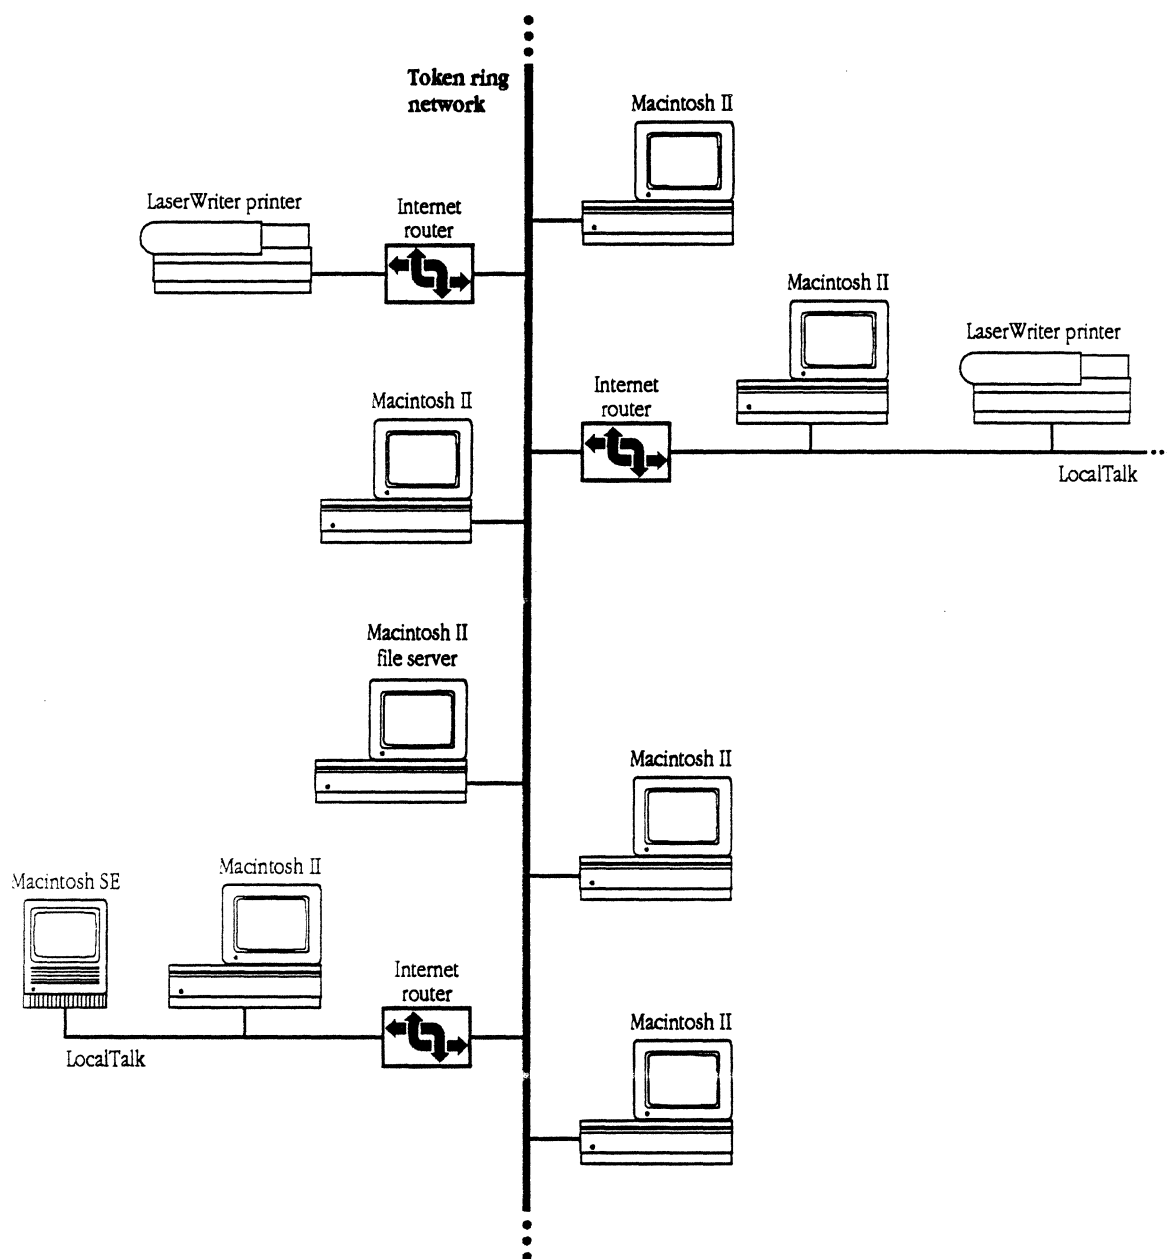 Token ring
network
Macintosh II
LaserWriter printer
Internet
router
Macintosh II
LaserWriter printer
Internet
router
Macintosh II
LocalTalk
Macintosh II
file server
Macintosh II
Macintosh II
Macintosh SE
Internet
router
Macintosh II
LocalTalk